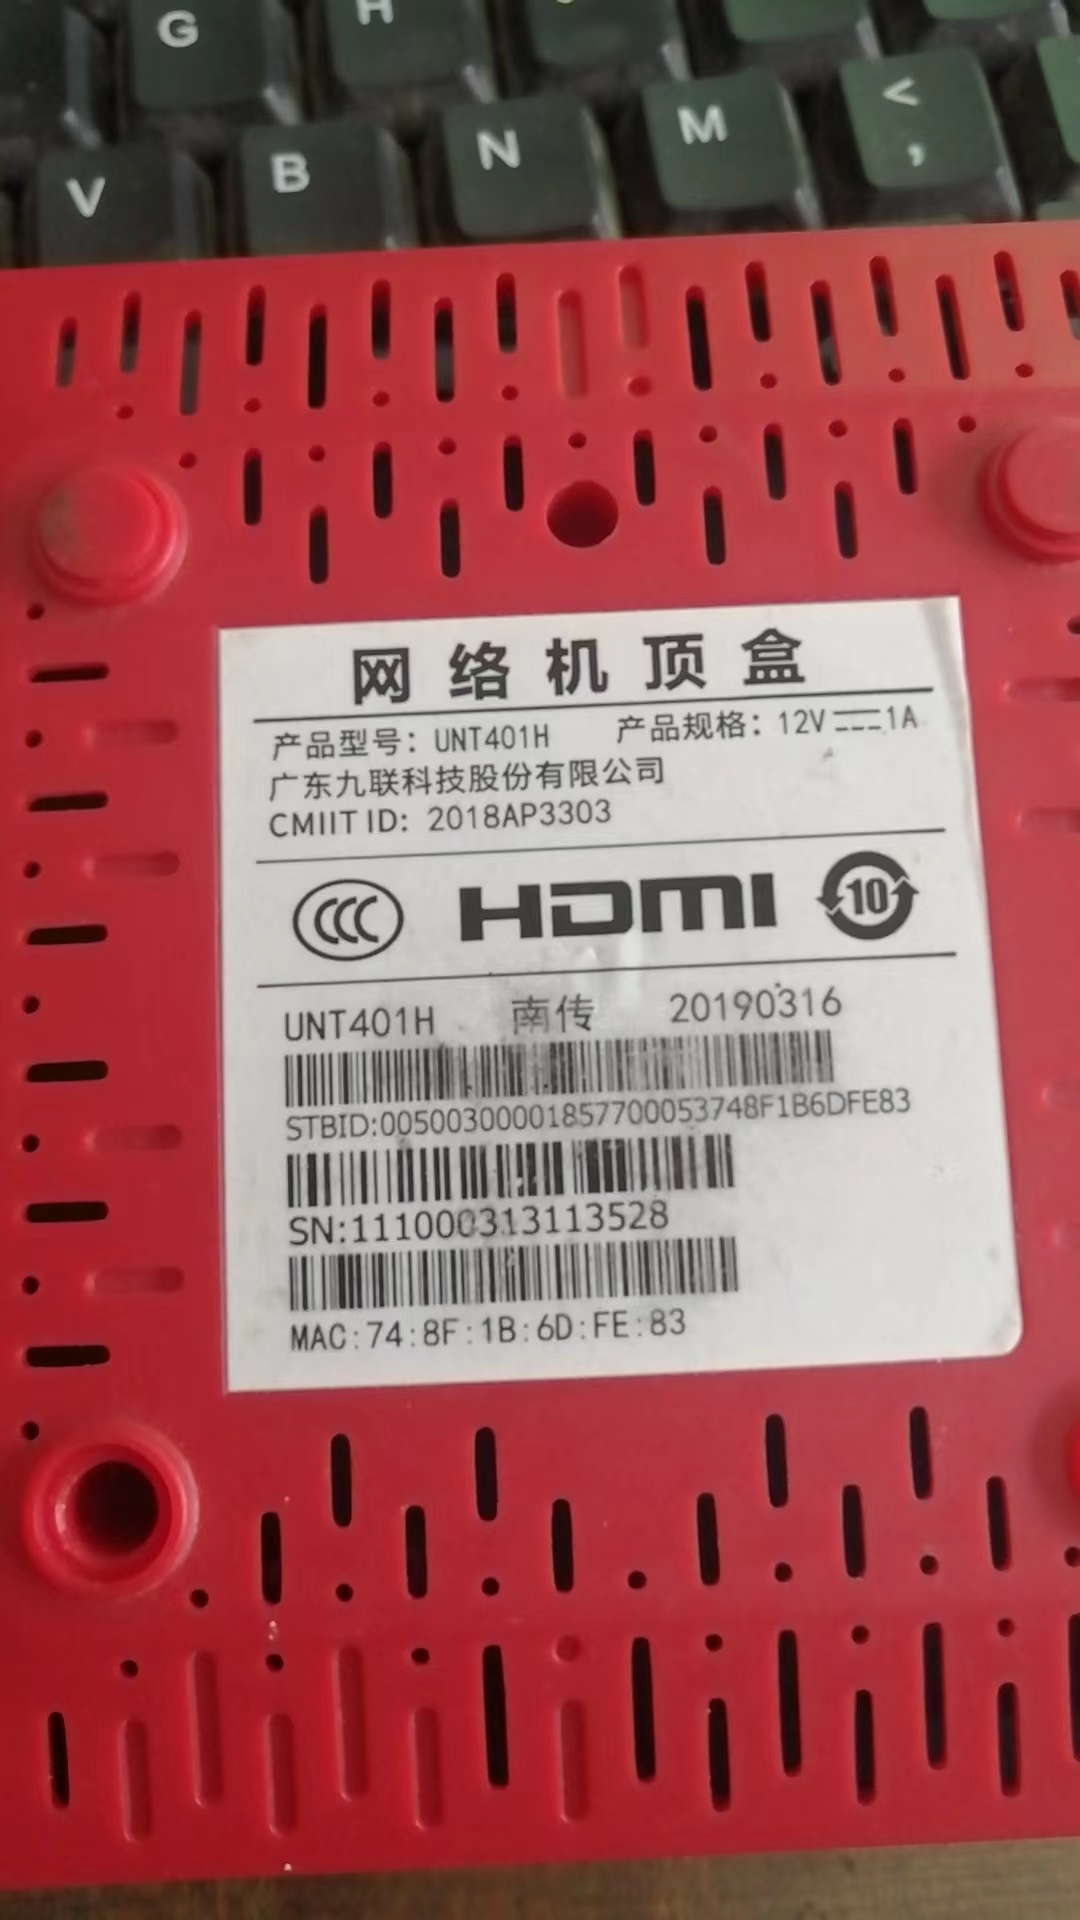 G H
V B N M <
,
网络机顶盒
产品型号：UNT401H 产品规格：12V⎓1A
广东九联科技股份有限公司
CMIIT ID: 2018AP3303
CCC HDMI 10
UNT401H 南传 20190316
STBID:00500300001857700053748F1B6DFE83
SN:111000313113528
MAC:74:8F:1B:6D:FE:83